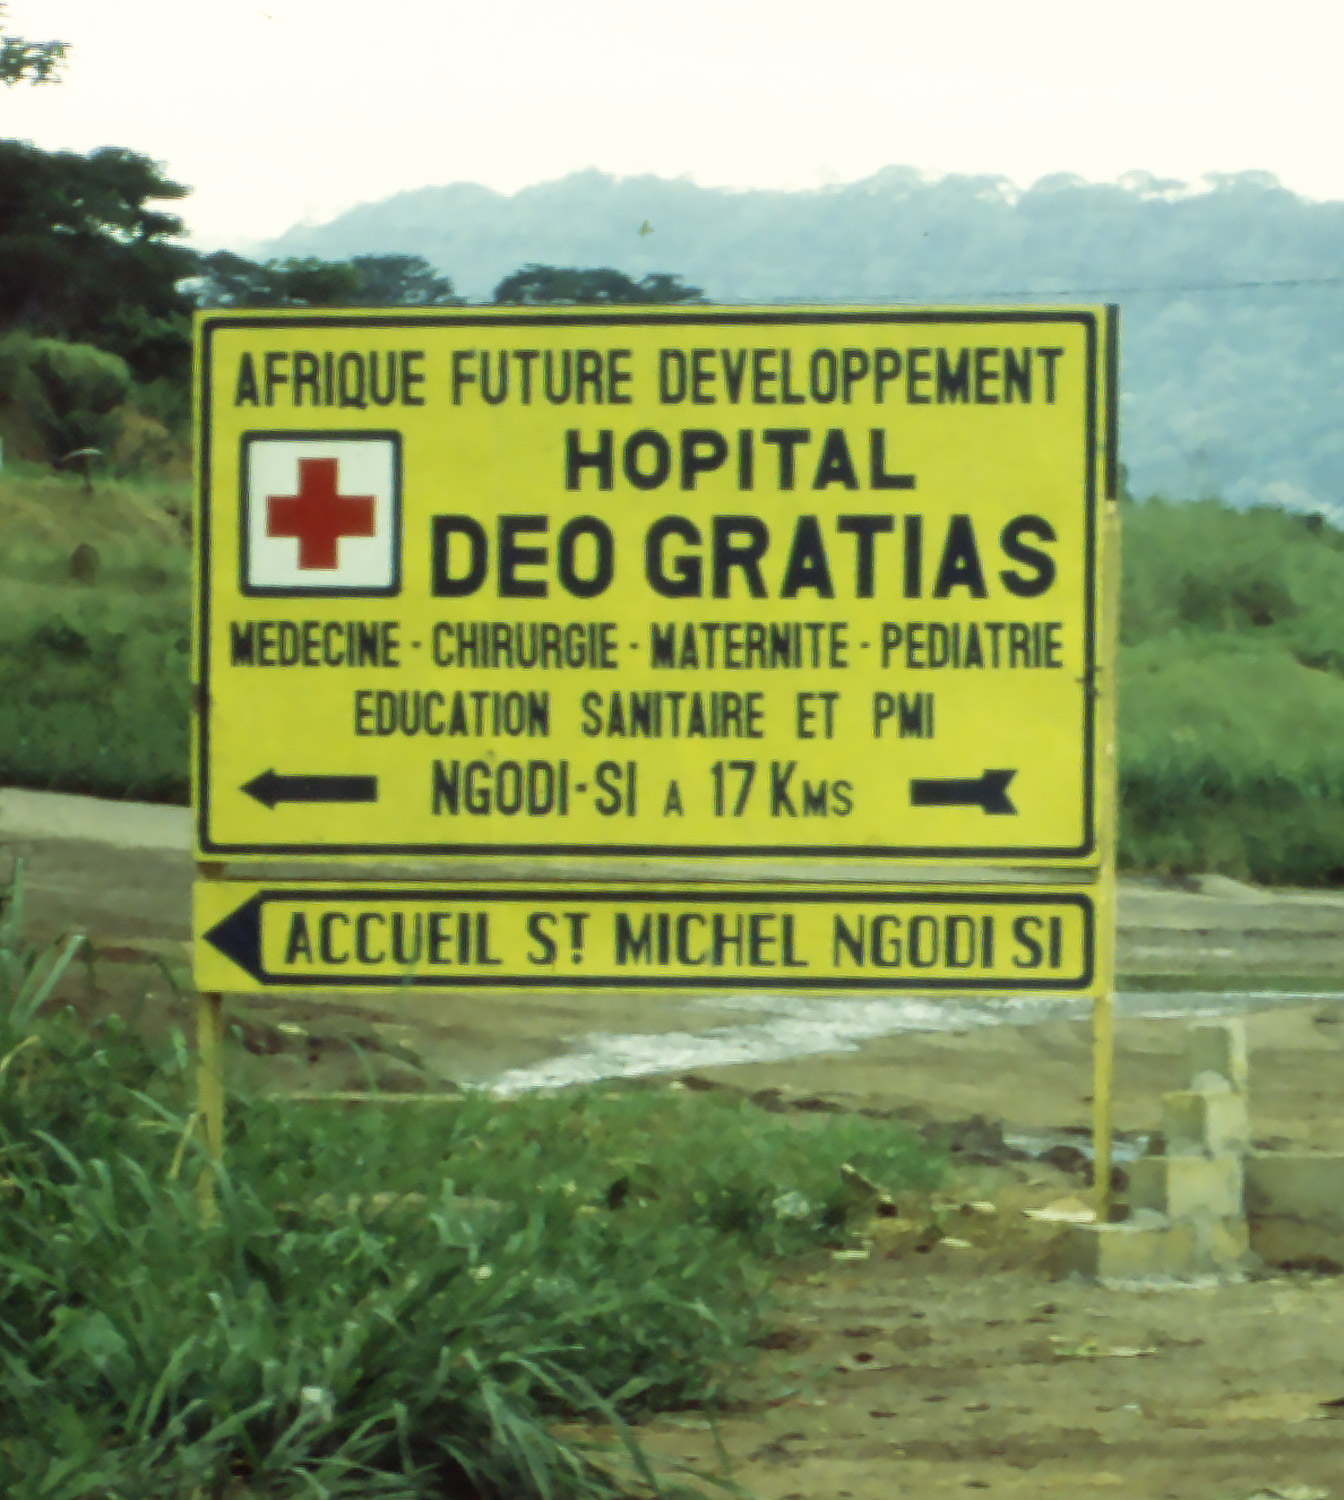 AFRIQUE FUTURE DEVELOPPEMENT
HOPITAL
DEO GRATIAS
MEDECINE - CHIRURGIE - MATERNITE - PEDIATRIE
EDUCATION SANITAIRE ET PMI
NGODI-SI A 17 KMS
ACCUEIL ST MICHEL NGODI SI